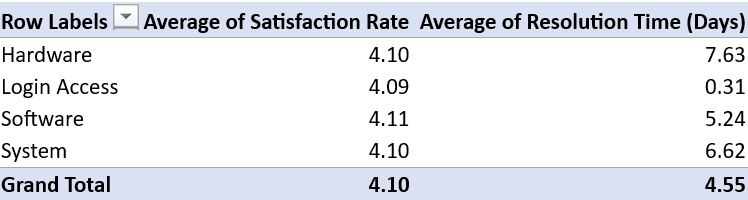 Row Labels Average of Satisfaction Rate Average of Resolution Time (Days)
Hardware 4.10 7.63
Login Access 4.09 0.31
Software 4.11 5.24
System 4.10 6.62
Grand Total 4.10 4.55